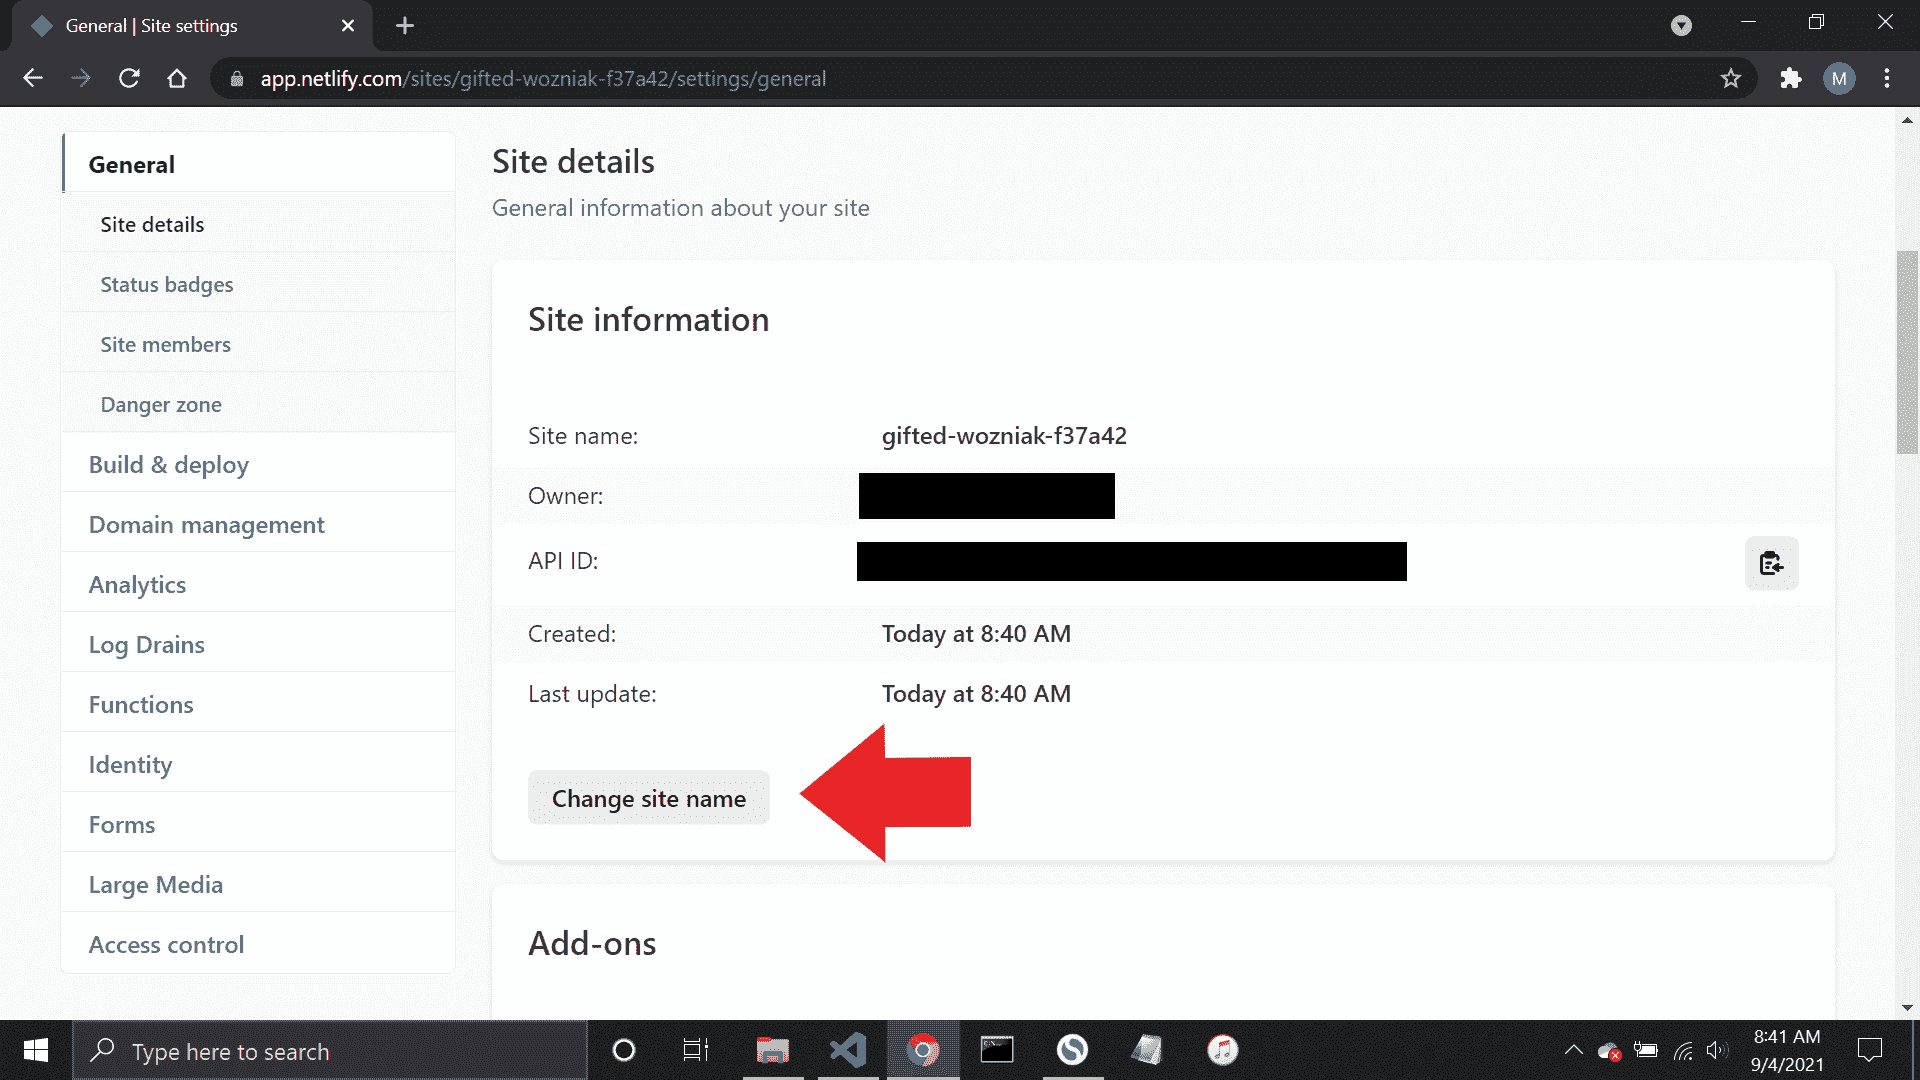 General | Site settings
app.netlify.com/sites/gifted-wozniak-f37a42/settings/general
M
General
Site details
Status badges
Site members
Danger zone
Build & deploy
Domain management
Analytics
Log Drains
Functions
Identity
Forms
Large Media
Access control
Site details
General information about your site
Site information
Site name: gifted-wozniak-f37a42
Owner:
API ID:
Created: Today at 8:40 AM
Last update: Today at 8:40 AM
Change site name
Add-ons
Type here to search
8:41 AM
9/4/2021